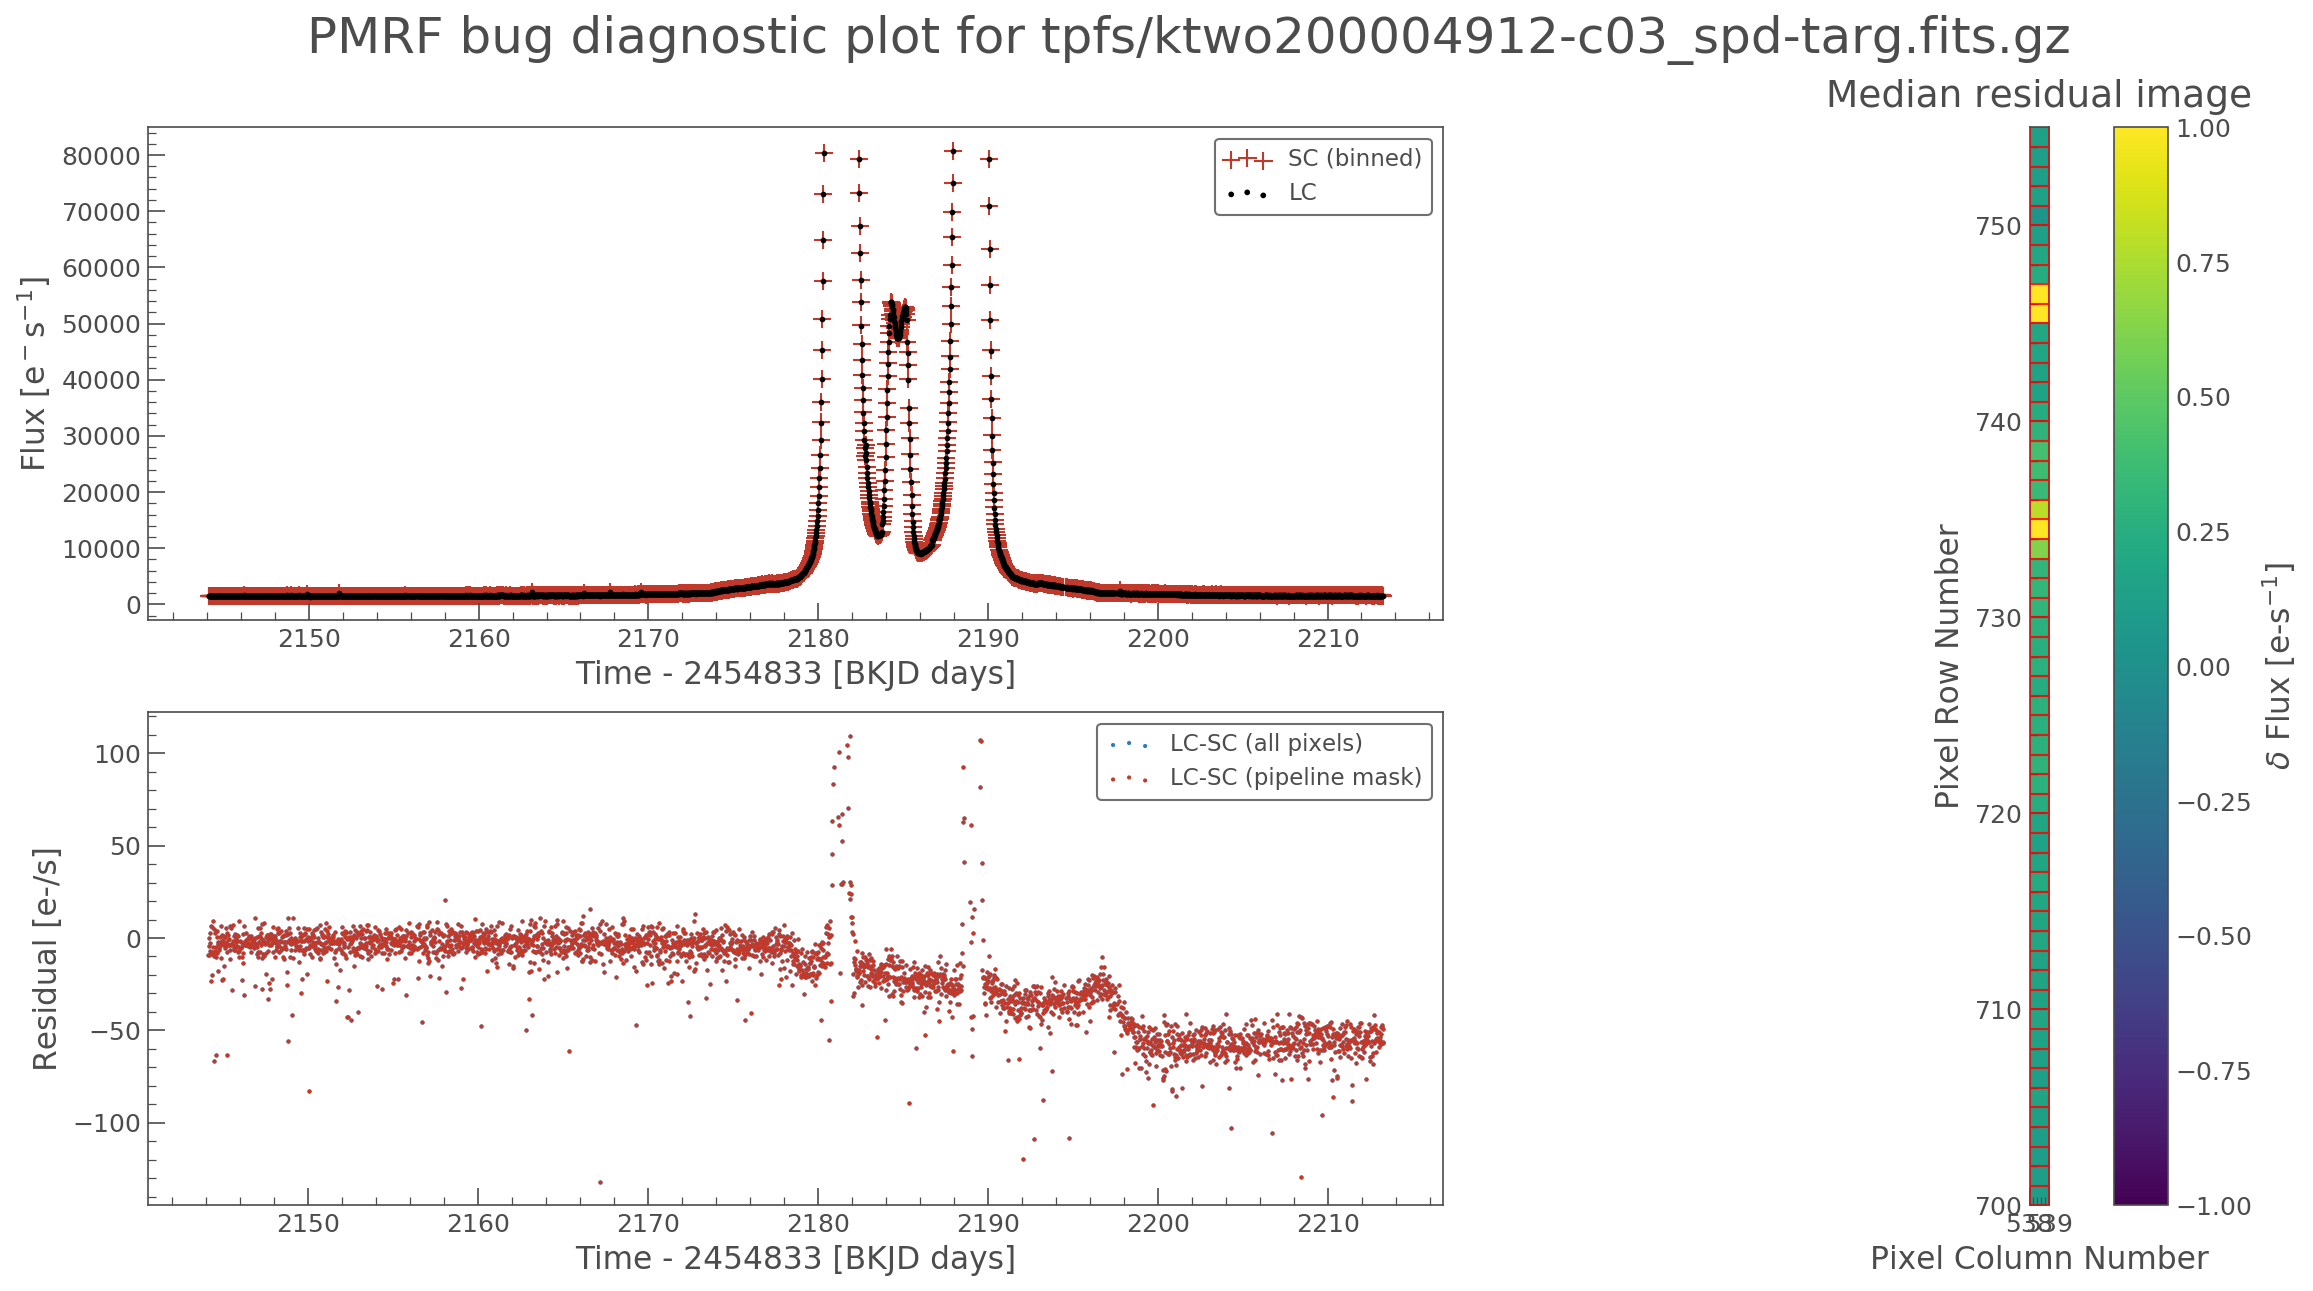 PMRF bug diagnostic plot for tpfs/ktwo200004912-c03_spd-targ.fits.gz
Flux [e⁻ s⁻¹]
80000
70000
60000
50000
40000
30000
20000
10000
0
SC (binned)
LC
2150 2160 2170 2180 2190 2200 2210
Time - 2454833 [BKJD days]
Residual [e-/s]
100
50
0
−50
−100
LC-SC (all pixels)
LC-SC (pipeline mask)
2150 2160 2170 2180 2190 2200 2210
Time - 2454833 [BKJD days]
Median residual image
Pixel Row Number
750
740
730
720
710
700
538 539
Pixel Column Number
1.00
0.75
0.50
0.25
0.00
−0.25
−0.50
−0.75
−1.00
δ Flux [e-s⁻¹]